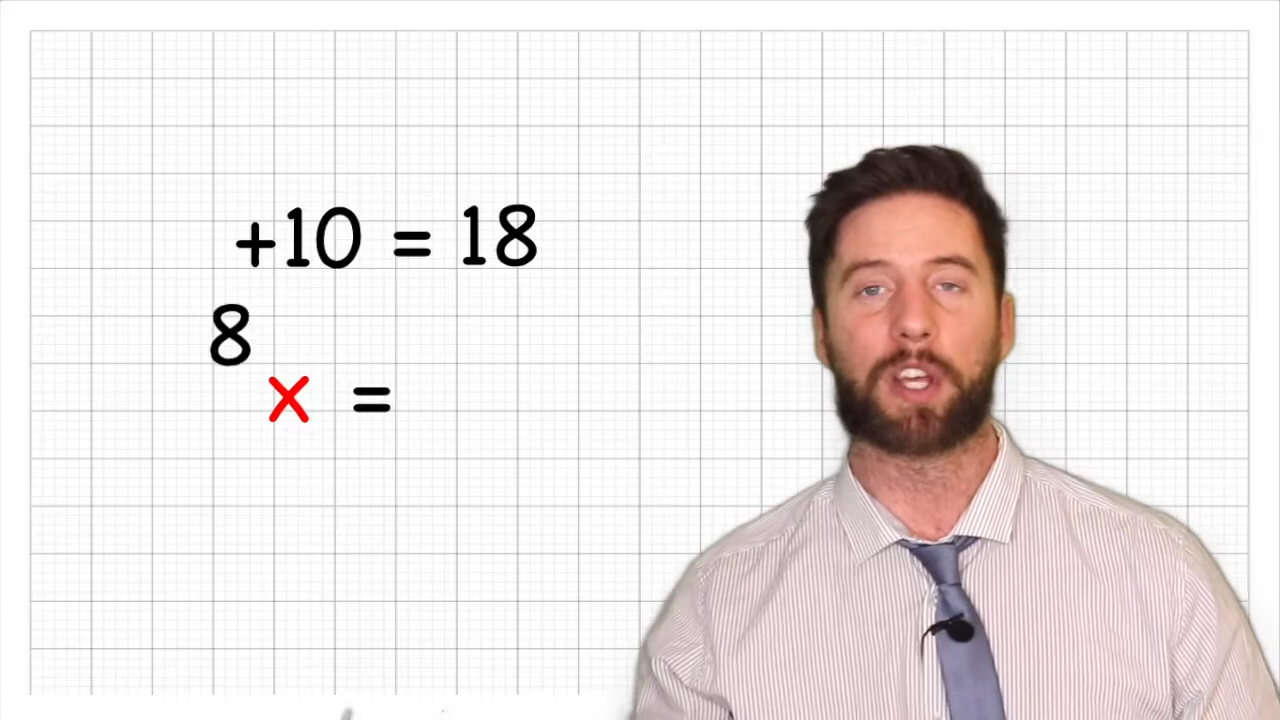 +10 = 18
8
× =